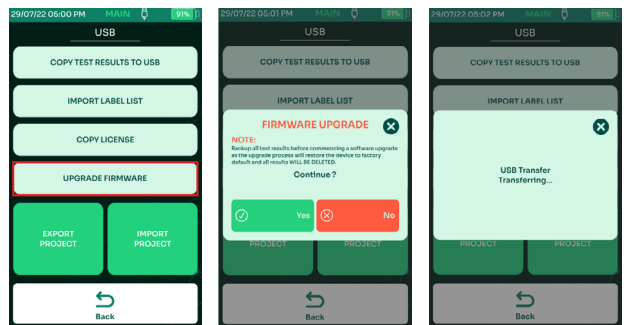 29/07/22 05:00 PM MAIN 91%
USB
COPY TEST RESULTS TO USB
IMPORT LABEL LIST
COPY LICENSE
UPGRADE FIRMWARE
EXPORT
PROJECT
IMPORT
PROJECT
Back
29/07/22 05:01 PM MAIN 91%
USB
COPY TEST RESULTS TO USB
IMPORT LABEL LIST
FIRMWARE UPGRADE
NOTE:
Backup all test results before commencing a software upgrade
as the upgrade process will restore the device to factory
default and all results WILL BE DELETED.
Continue ?
Yes
No
PROJECT
PROJECT
Back
29/07/22 05:02 PM MAIN 91%
USB
COPY TEST RESULTS TO USB
IMPORT LABEL LIST
USB Transfer
Transferring...
PROJECT
PROJECT
Back